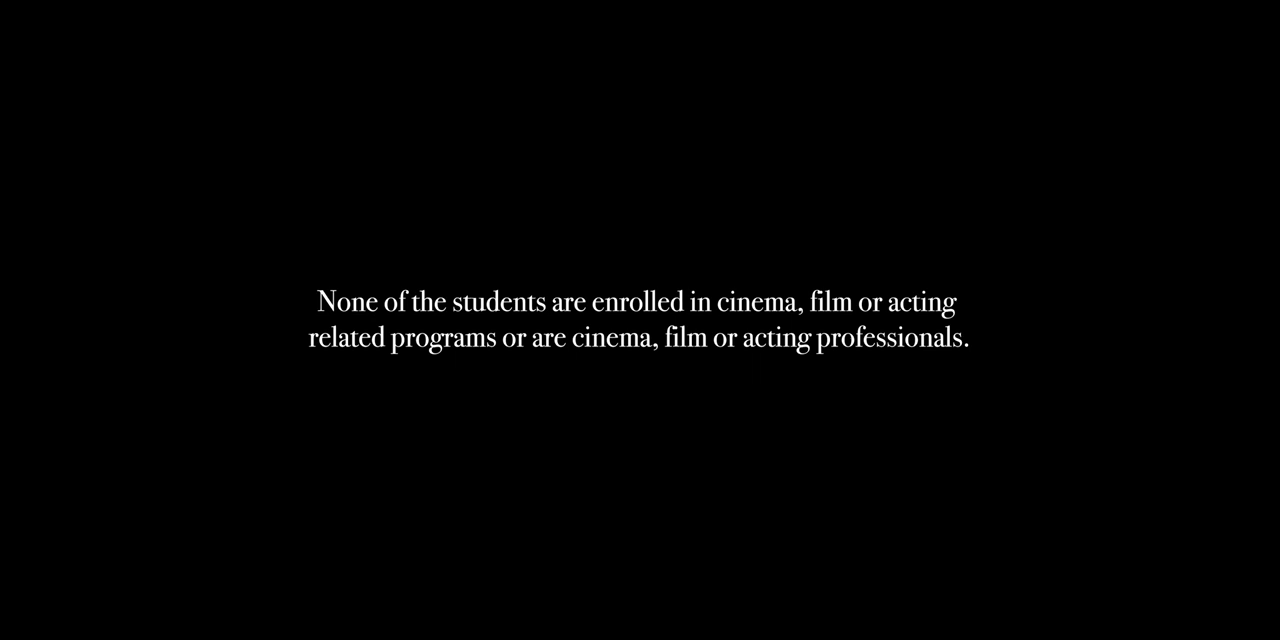 None of the students are enrolled in cinema, film or acting
related programs or are cinema, film or acting professionals.